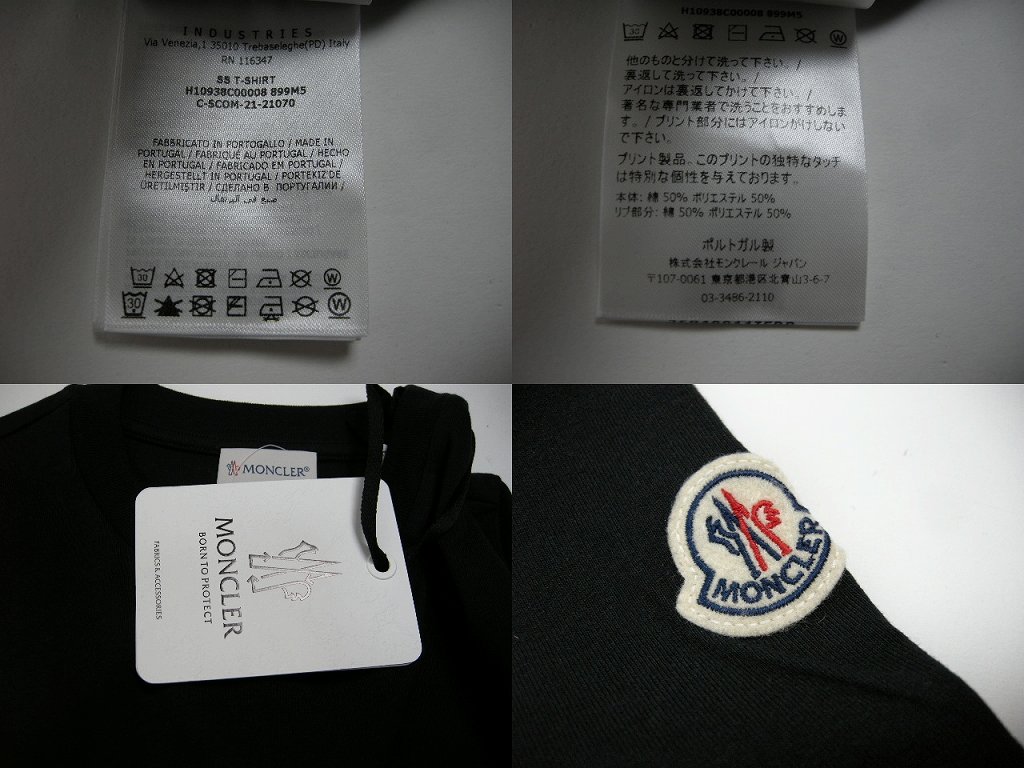 INDUSTRIES
Via Venezia,1 35010 Trebaseleghe(PD) Italy
RN 116347
SS T-SHIRT
H10938C00008 899M5
C-SCOM-21-21070
FABBRICATO IN PORTOGALLO / MADE IN
PORTUGAL / FABRIQUÉ AU PORTUGAL / HECHO
EN PORTUGAL / FABRICADO EM PORTUGAL /
HERGESTELLT IN PORTUGAL / PORTEKIZ'DE
ÜRETILMIŞTIR / СДЕЛАНО В ПОРТУГАЛИИ /
صنع في البرتغال
30
W
30
W
H10938C00008 899M5
30
W
他のものと分けて洗って下さい。/
裏返して洗って下さい。/
アイロンは裏返してかけて下さい。/
著名な専門業者で洗うことをおすすめしま
す。/ プリント部分にはアイロンがけしない
で下さい。
プリント製品。このプリントの独特なタッチ
は特別な個性を与えております。
本体: 綿 50% ポリエステル 50%
リブ部分: 綿 50% ポリエステル 50%
ポルトガル製
株式会社モンクレール ジャパン
〒107-0061 東京都港区北青山3-6-7
03-3486-2110
MONCLER®
MONCLER
BORN TO PROTECT
FABRICS & ACCESSORIES
MONCLER